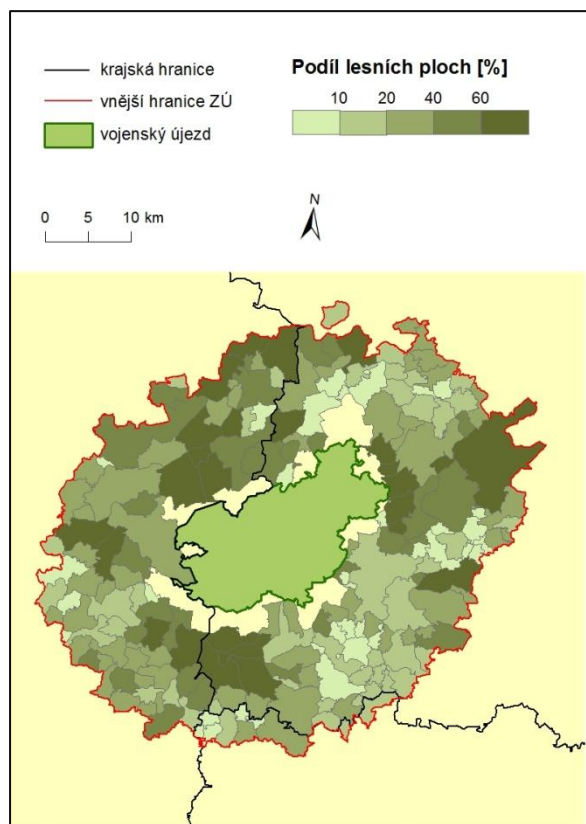 krajská hranice
vnější hranice ZÚ
vojenský újezd
Podíl lesních ploch [%]
10 20 40 60
0 5 10 km
N